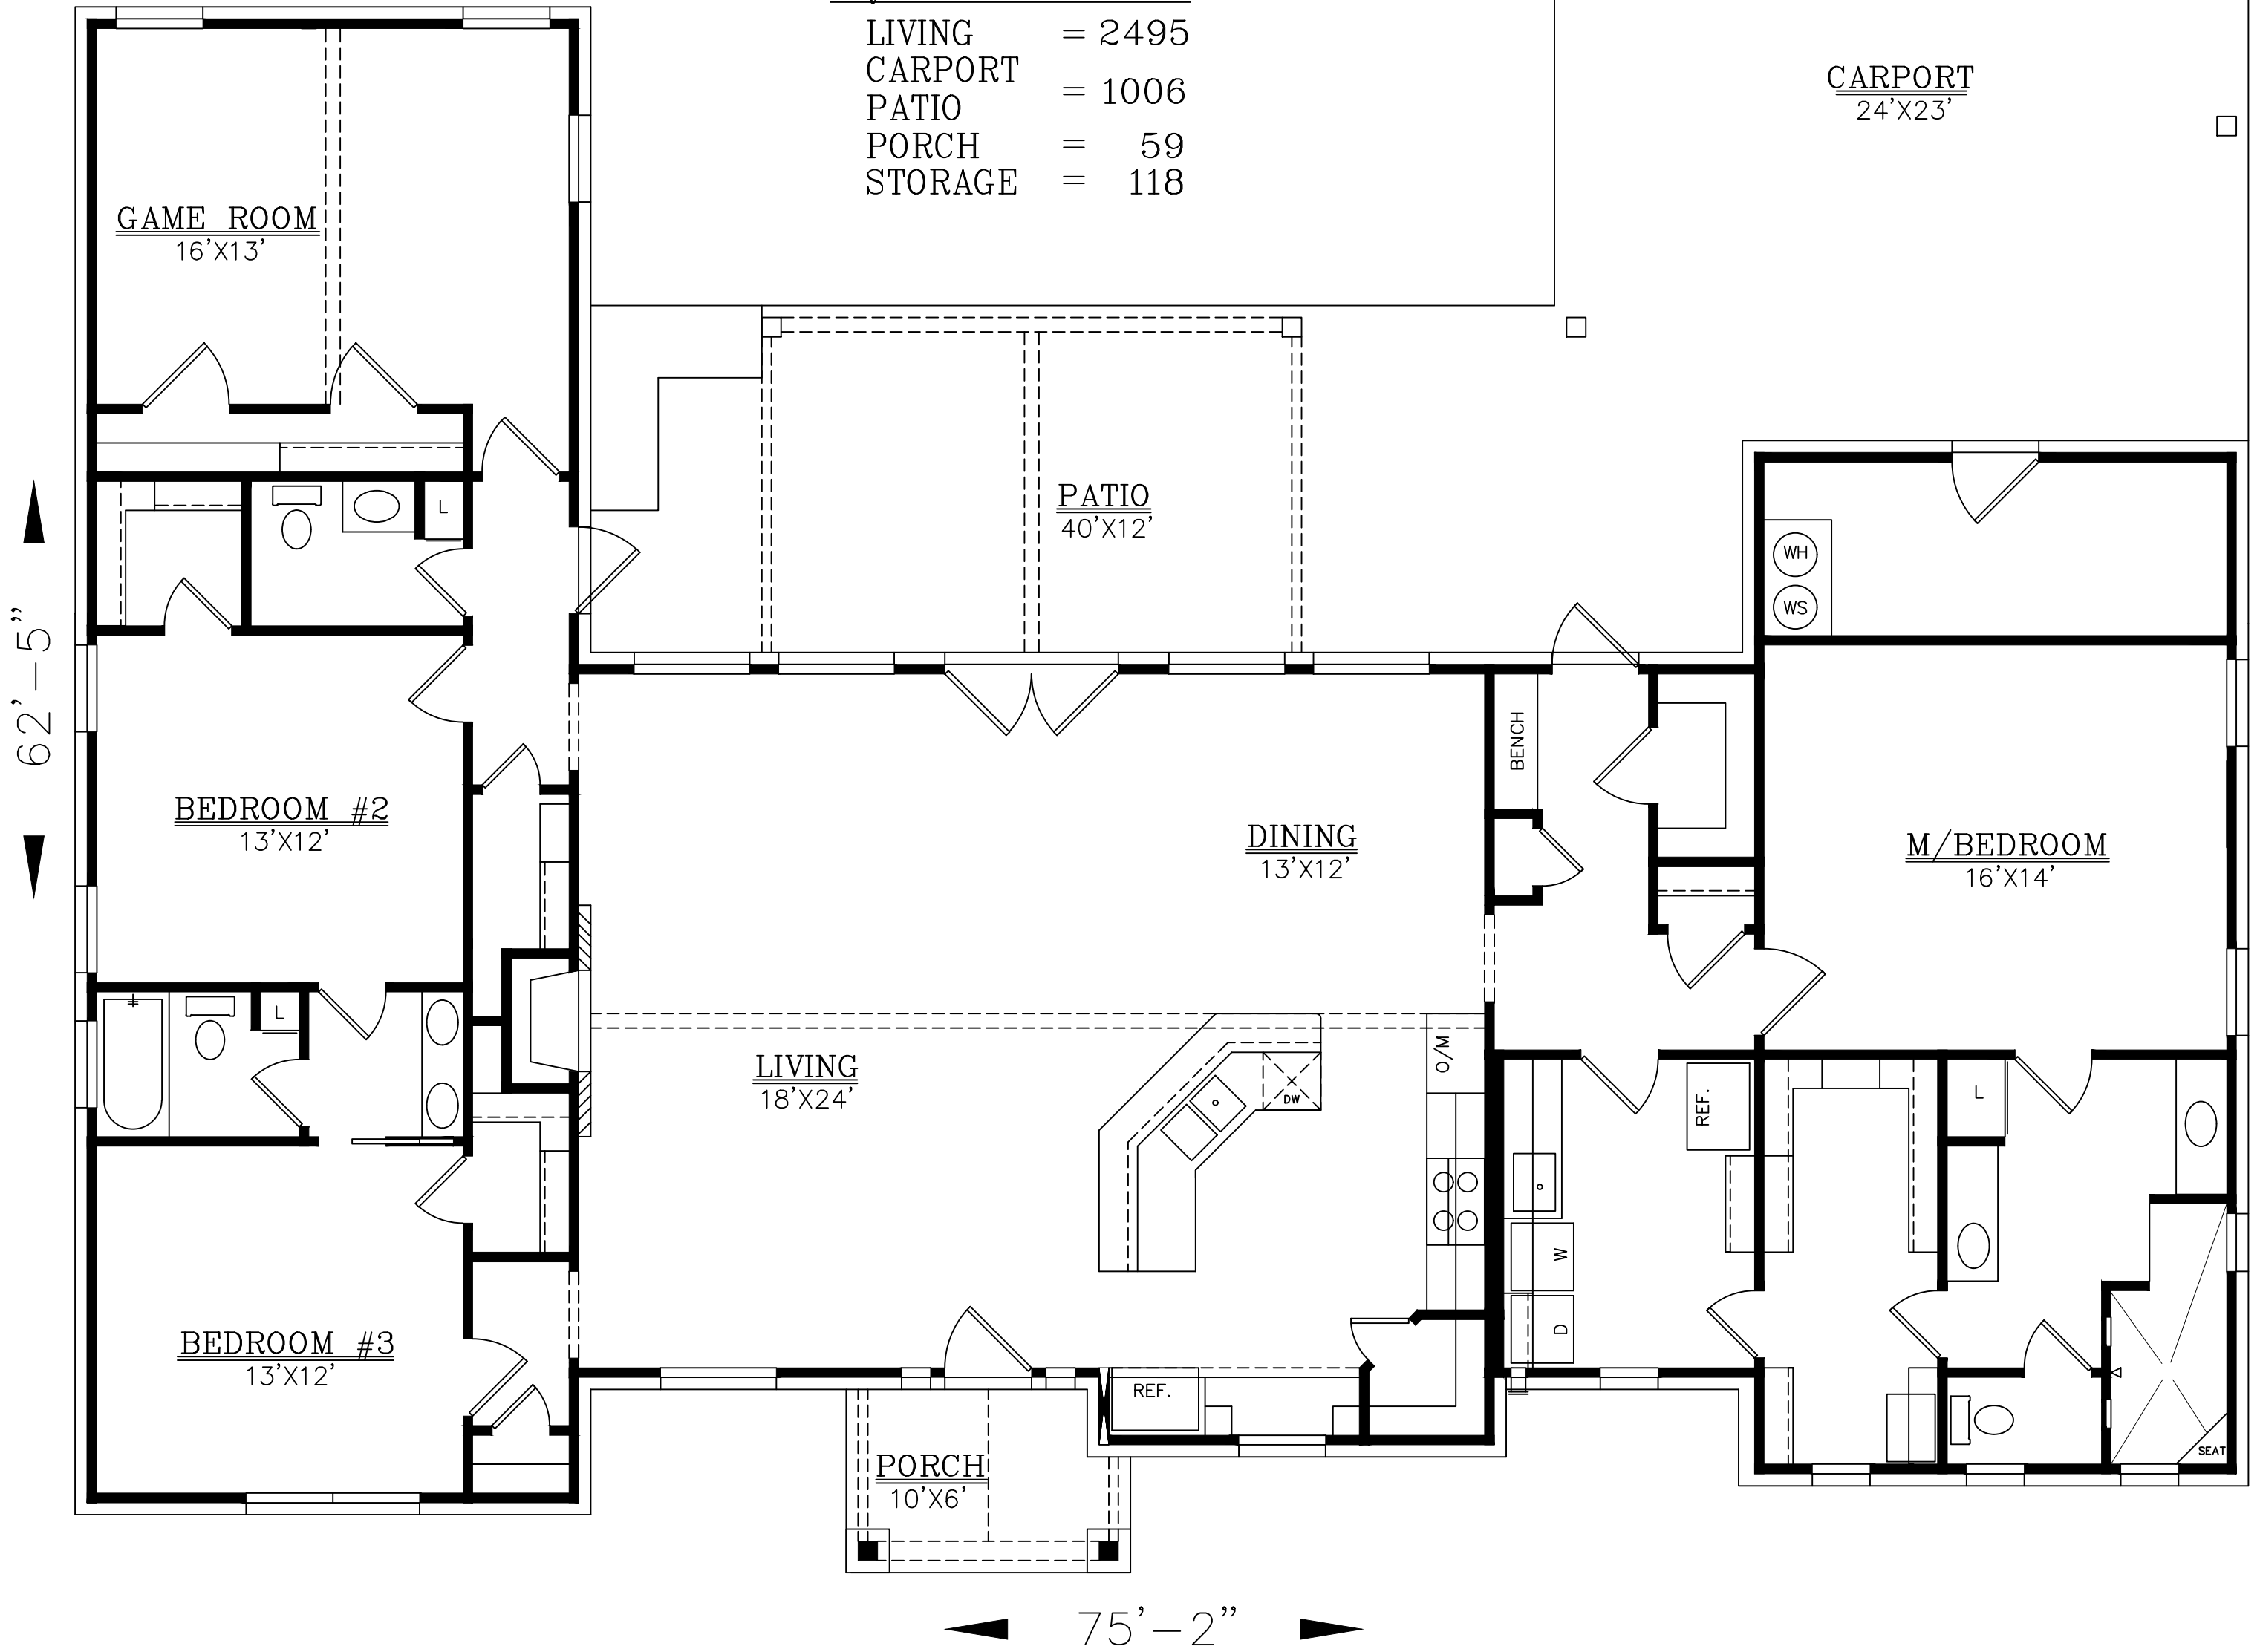 LIVING = 2495
CARPORT
PATIO = 1006
PORCH = 59
STORAGE = 118
CARPORT
24'X23'
GAME ROOM
16'X13'
L
PATIO
40'X12'
WH
WS
62'-5"
BENCH
BEDROOM #2
13'X12'
DINING
13'X12'
M/BEDROOM
16'X14'
L
LIVING
18'X24'
O/M
DW
REF.
L
W
D
BEDROOM #3
13'X12'
REF.
SEAT
PORCH
10'X6'
75'-2"